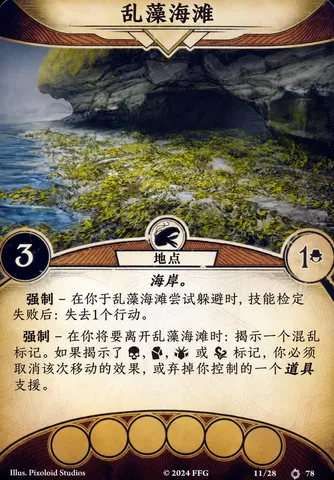 乱藻海滩
3
地点
1
海岸。
强制 – 在你于乱藻海滩尝试躲避时，技能检定
失败后：失去1个行动。
强制 – 在你将要离开乱藻海滩时：揭示一个混乱
标记。如果揭示了 、 、 或 标记，你必须
取消该次移动的效果，或弃掉你控制的一个道具
支援。
Illus. Pixoloid Studios © 2024 FFG 11/28 78